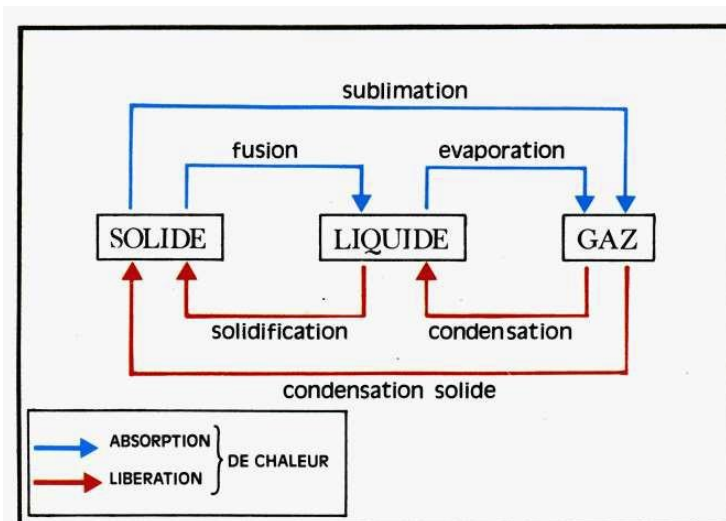 sublimation
fusion
evaporation
SOLIDE
LIQUIDE
GAZ
solidification
condensation
condensation solide
ABSORPTION
DE CHALEUR
LIBERATION